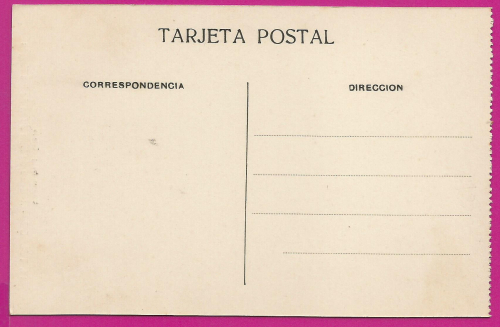 TARJETA POSTAL
CORRESPONDENCIA
DIRECCION